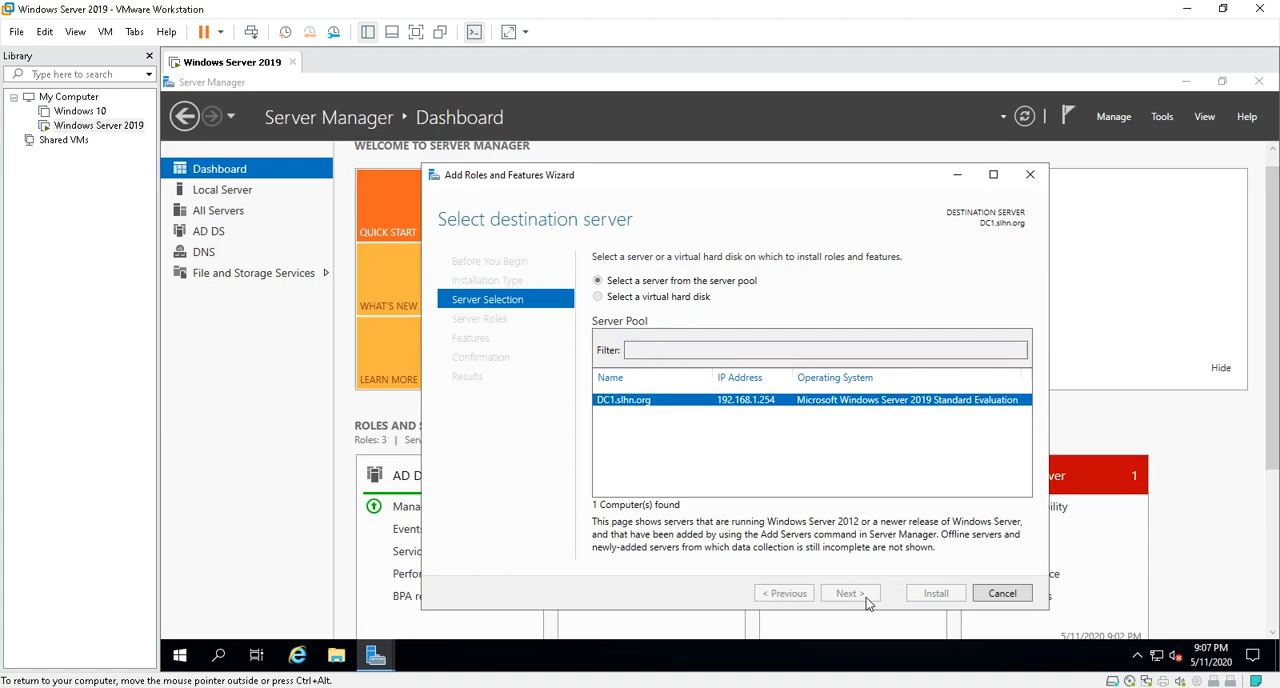 Windows Server 2019 - VMware Workstation
File Edit View VM Tabs Help
Library
Type here to search
My Computer
Windows 10
Windows Server 2019
Shared VMs
Windows Server 2019
Server Manager
Server Manager • Dashboard
Manage Tools View Help
Dashboard
Local Server
All Servers
AD DS
DNS
File and Storage Services
WELCOME TO SERVER MANAGER
QUICK START
WHAT'S NEW
LEARN MORE
Hide
Add Roles and Features Wizard
Select destination server
DESTINATION SERVER
DC1.slhn.org
Before You Begin
Installation Type
Server Selection
Server Roles
Features
Confirmation
Results
Select a server or a virtual hard disk on which to install roles and features.
Select a server from the server pool
Select a virtual hard disk
Server Pool
Filter:
Name IP Address Operating System
DC1.slhn.org 192.168.1.254 Microsoft Windows Server 2019 Standard Evaluation
1 Computer(s) found
This page shows servers that are running Windows Server 2012 or a newer release of Windows Server,
and that have been added by using the Add Servers command in Server Manager. Offline servers and
newly-added servers from which data collection is still incomplete are not shown.
< Previous Next > Install Cancel
ROLES AND S
Roles: 3 | Serv
AD D
Mana
Event
Servic
Perfor
BPA re
ver 1
bility
ce
s
5/11/2020 9:02 PM
9:07 PM
5/11/2020
To return to your computer, move the mouse pointer outside or press Ctrl+Alt.